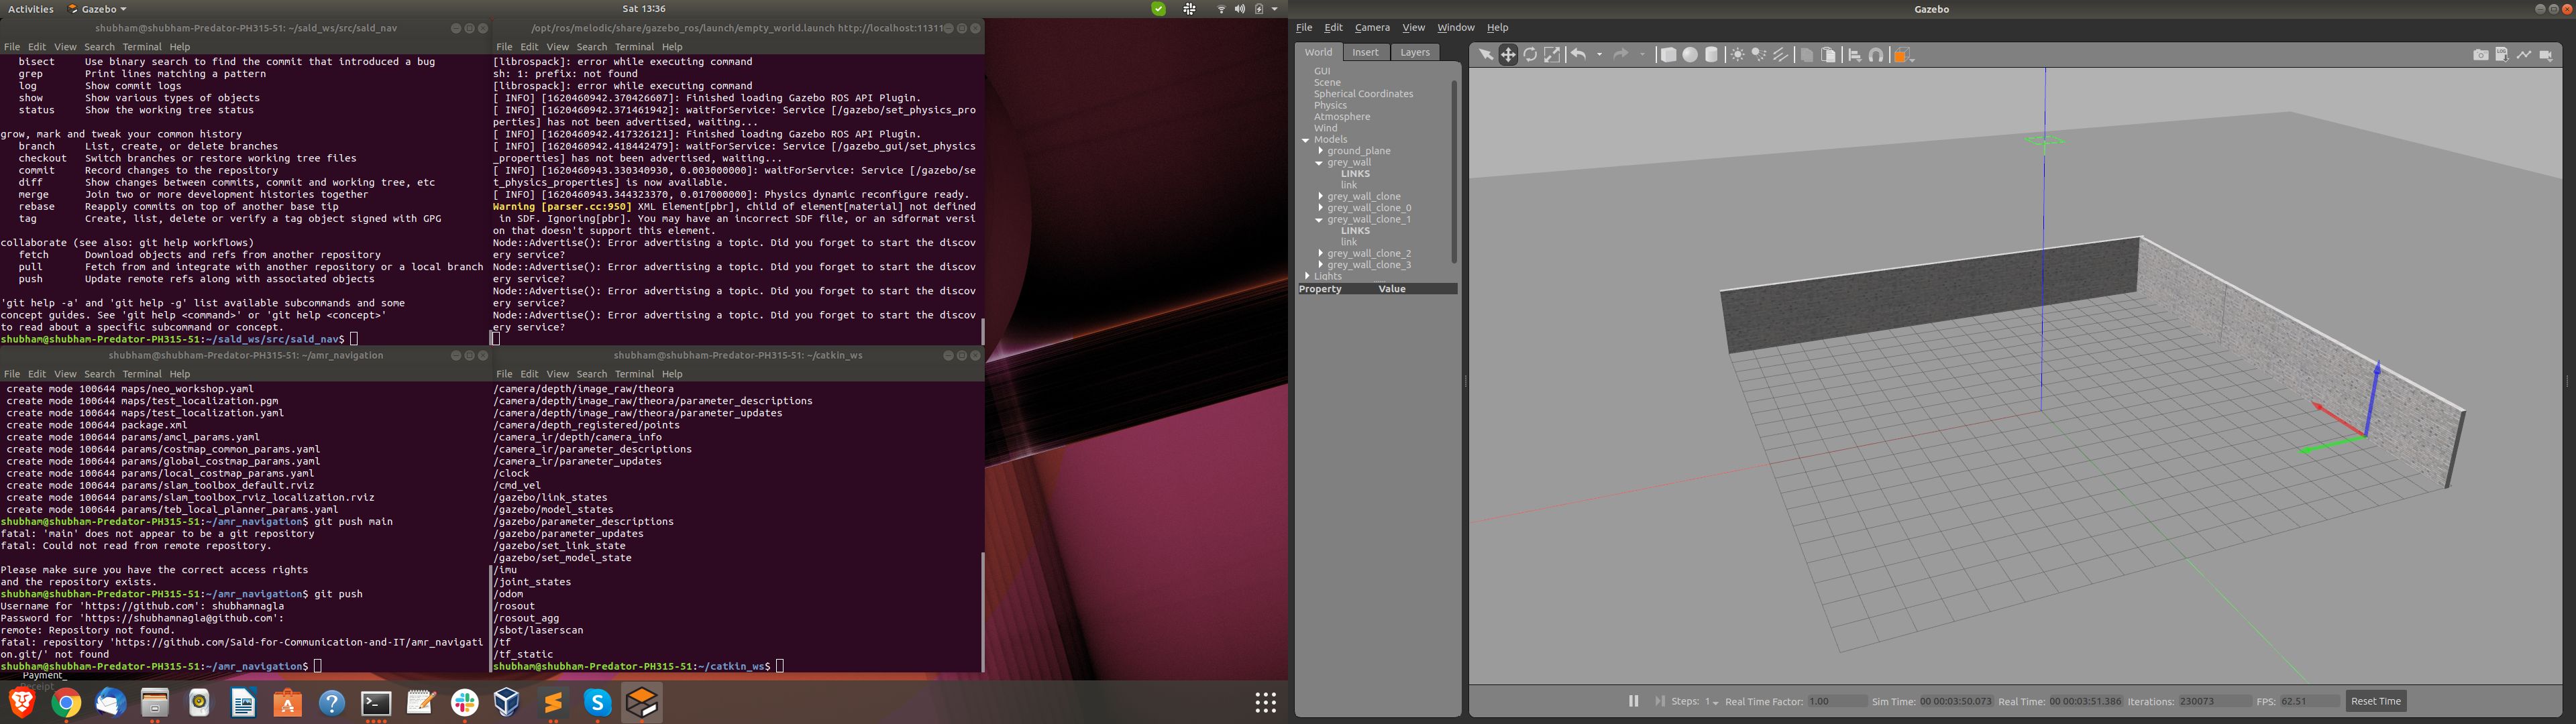 Activities Gazebo Sat 13:36
shubham@shubham-Predator-PH315-51: ~/sald_ws/src/sald_nav
File Edit View Search Terminal Help
bisect Use binary search to find the commit that introduced a bug
grep Print lines matching a pattern
log Show commit logs
show Show various types of objects
status Show the working tree status
grow, mark and tweak your common history
branch List, create, or delete branches
checkout Switch branches or restore working tree files
commit Record changes to the repository
diff Show changes between commits, commit and working tree, etc
merge Join two or more development histories together
rebase Reapply commits on top of another base tip
tag Create, list, delete or verify a tag object signed with GPG
collaborate (see also: git help workflows)
fetch Download objects and refs from another repository
pull Fetch from and integrate with another repository or a local branch
push Update remote refs along with associated objects
'git help -a' and 'git help -g' list available subcommands and some
concept guides. See 'git help <command>' or 'git help <concept>'
to read about a specific subcommand or concept.
shubham@shubham-Predator-PH315-51:~/sald_ws/src/sald_nav$
/opt/ros/melodic/share/gazebo_ros/launch/empty_world.launch http://localhost:11311
File Edit View Search Terminal Help
[librospack]: error while executing command
sh: 1: prefix: not found
[librospack]: error while executing command
[ INFO] [1620460942.370426607]: Finished loading Gazebo ROS API Plugin.
[ INFO] [1620460942.371461942]: waitForService: Service [/gazebo/set_physics_pro
perties] has not been advertised, waiting...
[ INFO] [1620460942.417326121]: Finished loading Gazebo ROS API Plugin.
[ INFO] [1620460942.418442479]: waitForService: Service [/gazebo_gui/set_physics
_properties] has not been advertised, waiting...
[ INFO] [1620460943.330340930, 0.003000000]: waitForService: Service [/gazebo/se
t_physics_properties] is now available.
[ INFO] [1620460943.344323370, 0.017000000]: Physics dynamic reconfigure ready.
Warning [parser.cc:950] XML Element[pbr], child of element[material] not defined
in SDF. Ignoring[pbr]. You may have an incorrect SDF file, or an sdformat versi
on that doesn't support this element.
Node::Advertise(): Error advertising a topic. Did you forget to start the discov
ery service?
Node::Advertise(): Error advertising a topic. Did you forget to start the discov
ery service?
Node::Advertise(): Error advertising a topic. Did you forget to start the discov
ery service?
Node::Advertise(): Error advertising a topic. Did you forget to start the discov
ery service?
shubham@shubham-Predator-PH315-51: ~/amr_navigation
File Edit View Search Terminal Help
create mode 100644 maps/neo_workshop.yaml
create mode 100644 maps/test_localization.pgm
create mode 100644 maps/test_localization.yaml
create mode 100644 package.xml
create mode 100644 params/amcl_params.yaml
create mode 100644 params/costmap_common_params.yaml
create mode 100644 params/global_costmap_params.yaml
create mode 100644 params/local_costmap_params.yaml
create mode 100644 params/slam_toolbox_default.rviz
create mode 100644 params/slam_toolbox_rviz_localization.rviz
create mode 100644 params/teb_local_planner_params.yaml
shubham@shubham-Predator-PH315-51:~/amr_navigation$ git push main
fatal: 'main' does not appear to be a git repository
fatal: Could not read from remote repository.
Please make sure you have the correct access rights
and the repository exists.
shubham@shubham-Predator-PH315-51:~/amr_navigation$ git push
Username for 'https://github.com': shubhamnagla
Password for 'https://shubhamnagla@github.com':
remote: Repository not found.
fatal: repository 'https://github.com/Sald-for-Communication-and-IT/amr_navigati
on.git/' not found
shubham@shubham-Predator-PH315-51:~/amr_navigation$
shubham@shubham-Predator-PH315-51: ~/catkin_ws
File Edit View Search Terminal Help
/camera/depth/image_raw/theora
/camera/depth/image_raw/theora/parameter_descriptions
/camera/depth/image_raw/theora/parameter_updates
/camera/depth_registered/points
/camera_ir/depth/camera_info
/camera_ir/parameter_descriptions
/camera_ir/parameter_updates
/clock
/cmd_vel
/gazebo/link_states
/gazebo/model_states
/gazebo/parameter_descriptions
/gazebo/parameter_updates
/gazebo/set_link_state
/gazebo/set_model_state
/imu
/joint_states
/odom
/rosout
/rosout_agg
/sbot/laserscan
/tf
/tf_static
shubham@shubham-Predator-PH315-51:~/catkin_ws$
Payment_
Receipt
Gazebo
File Edit Camera View Window Help
World Insert Layers
GUI
Scene
Spherical Coordinates
Physics
Atmosphere
Wind
Models
ground_plane
grey_wall
LINKS
link
grey_wall_clone
grey_wall_clone_0
grey_wall_clone_1
LINKS
link
grey_wall_clone_2
grey_wall_clone_3
Lights
Property Value
Steps: 1 Real Time Factor: 1.00 Sim Time: 00 00:03:50.073 Real Time: 00 00:03:51.386 Iterations: 230073 FPS: 62.51 Reset Time